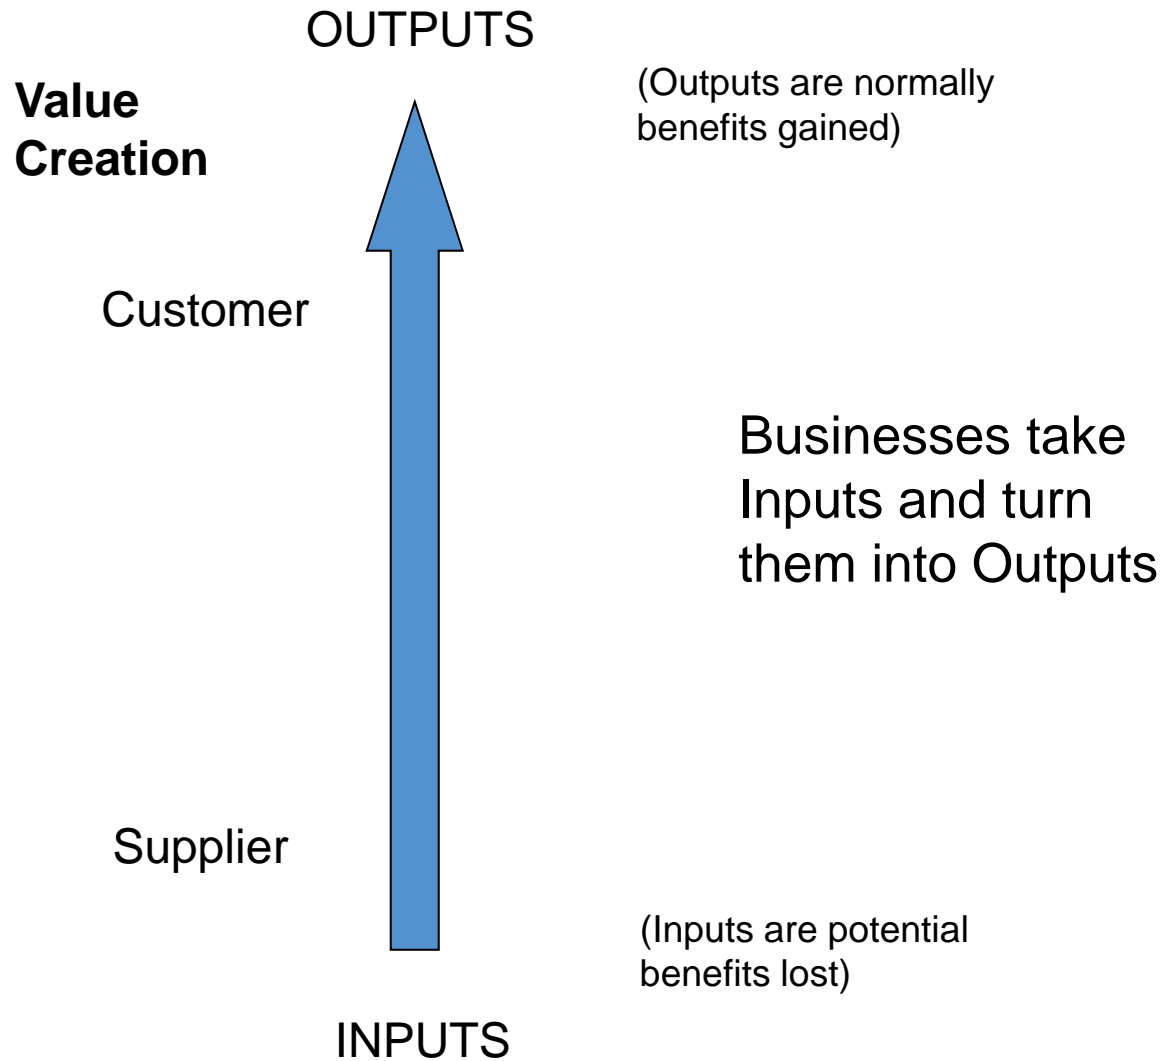 OUTPUTS
Value
Creation
(Outputs are normally
benefits gained)
Customer
Businesses take
Inputs and turn
them into Outputs
Supplier
(Inputs are potential
benefits lost)
INPUTS